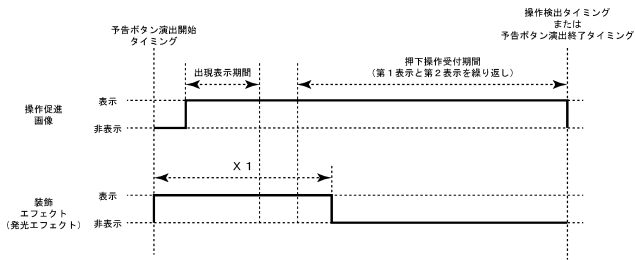 操作検出タイミング
または
予告ボタン演出終了タイミング
予告ボタン演出開始
タイミング
出現表示期間
押下操作受付期間
(第1表示と第2表示を繰り返し)
操作促進
画像
表示
非表示
X1
装飾
エフェクト
(発光エフェクト)
表示
非表示